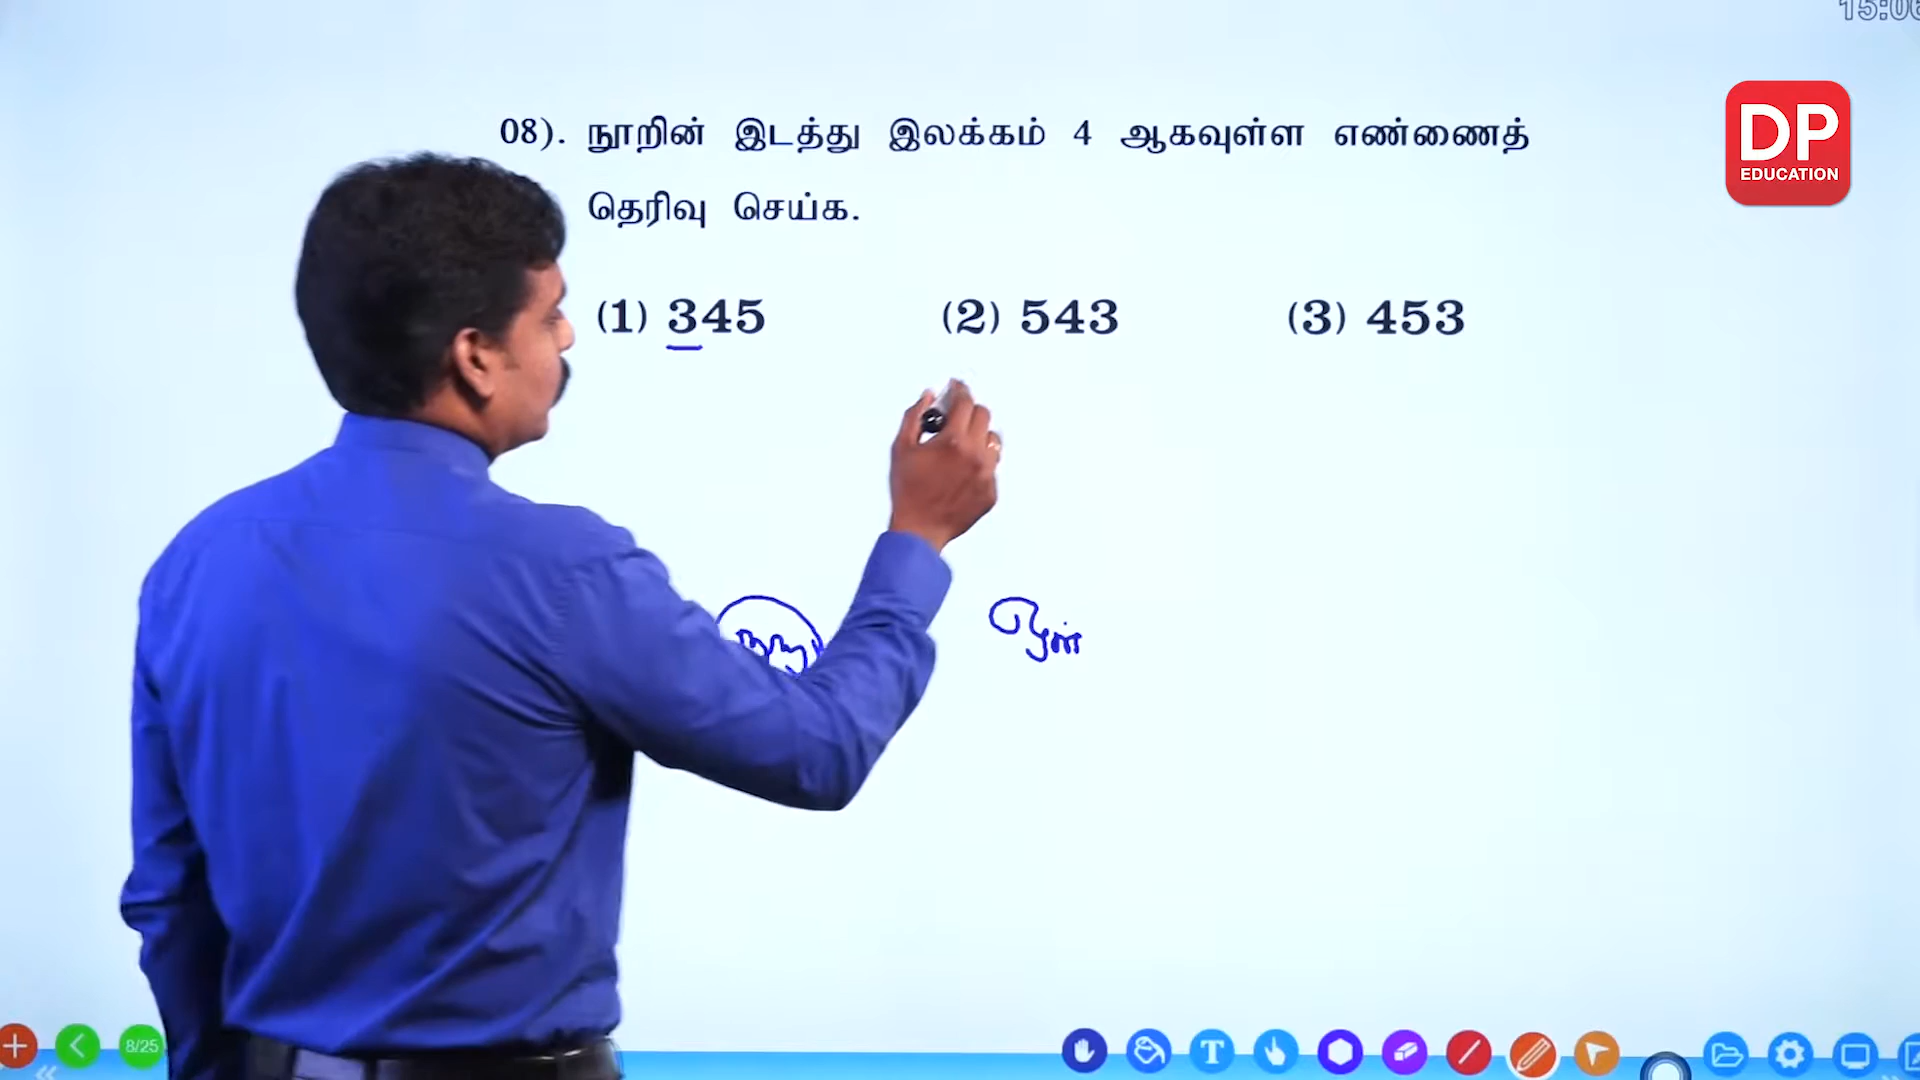 15:06
DP
EDUCATION
08). நூறின் இடத்து இலக்கம் 4 ஆகவுள்ள எண்ணைத்
தெரிவு செய்க.
(1) 345 (2) 543 (3) 453
8/25
T